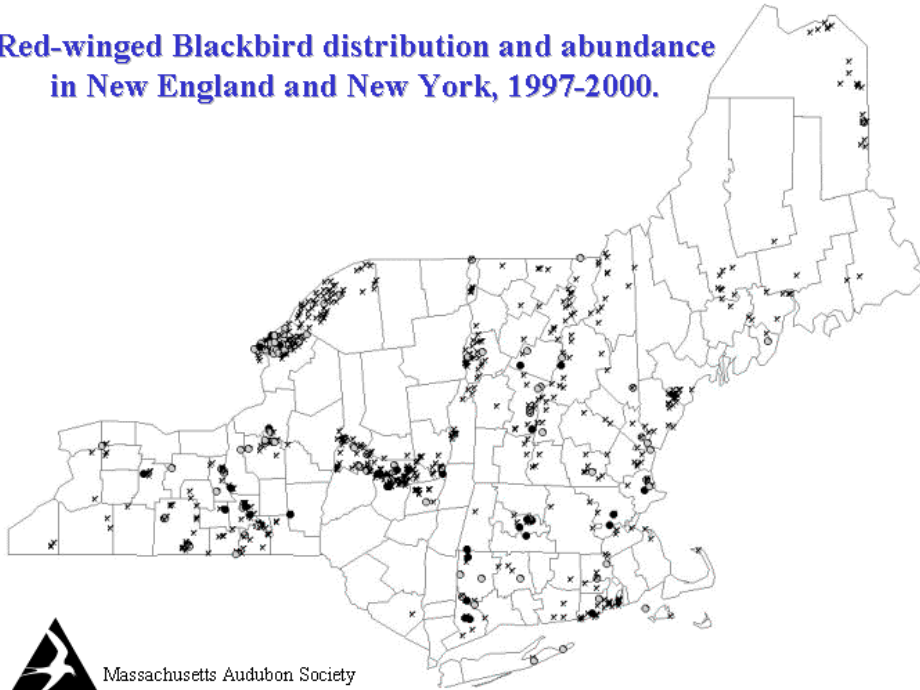 Red-winged Blackbird distribution and abundance
in New England and New York, 1997-2000.
Massachusetts Audubon Society